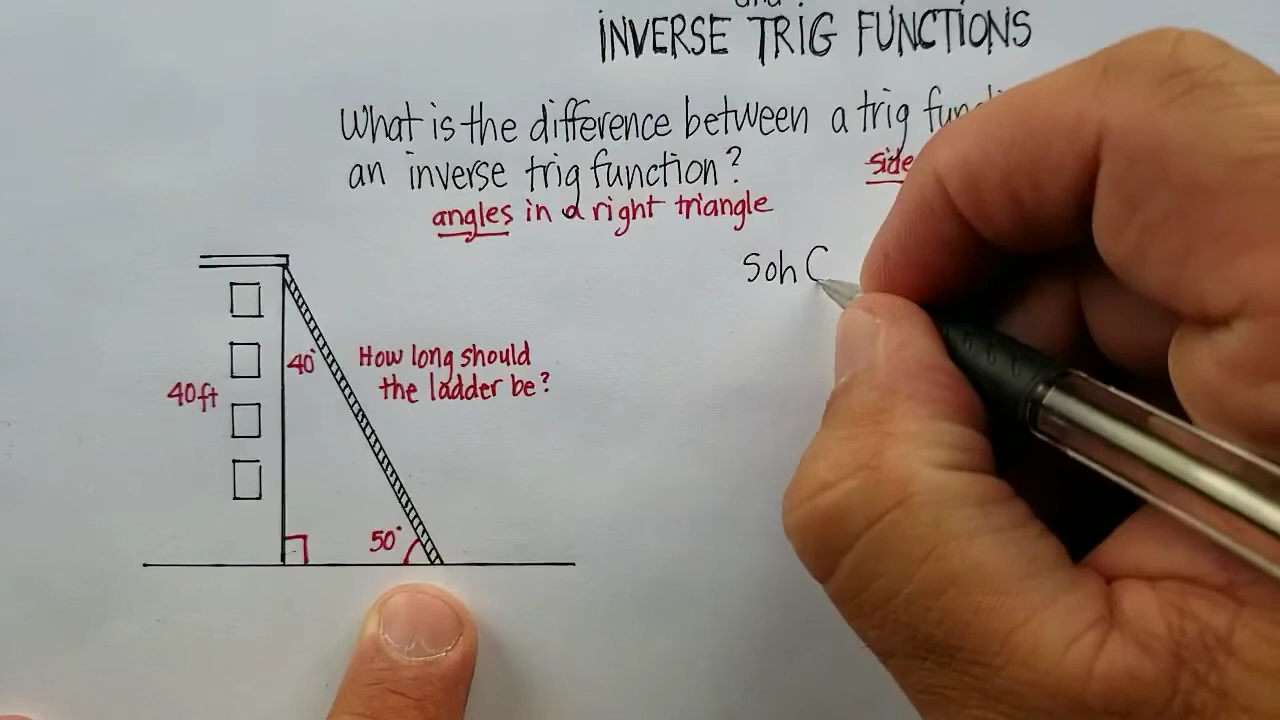 INVERSE TRIG FUNCTIONS
What is the difference between a trig
an inverse trig function?
side
angles in a right triangle
Soh C
40°
How long should
the ladder be?
40ft
50°